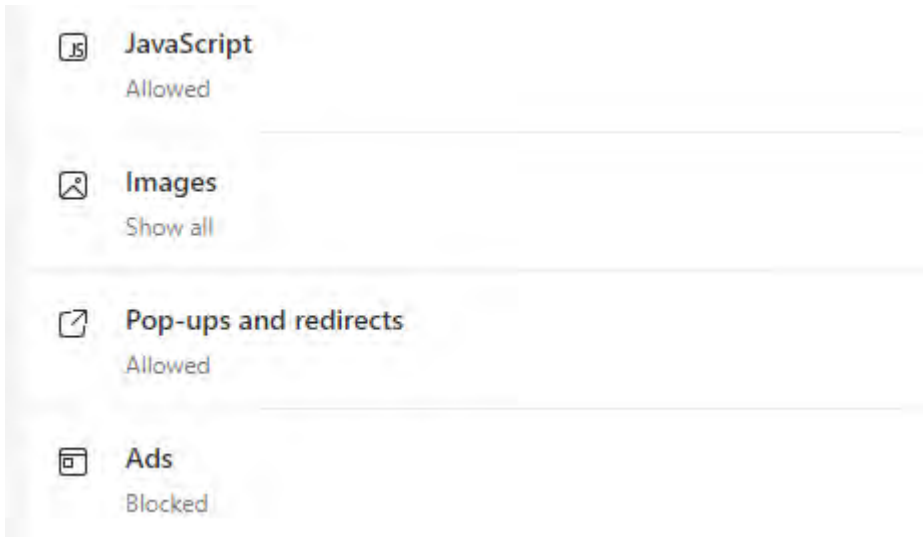 JS
JavaScript
Allowed
Images
Show all
Pop-ups and redirects
Allowed
Ads
Blocked